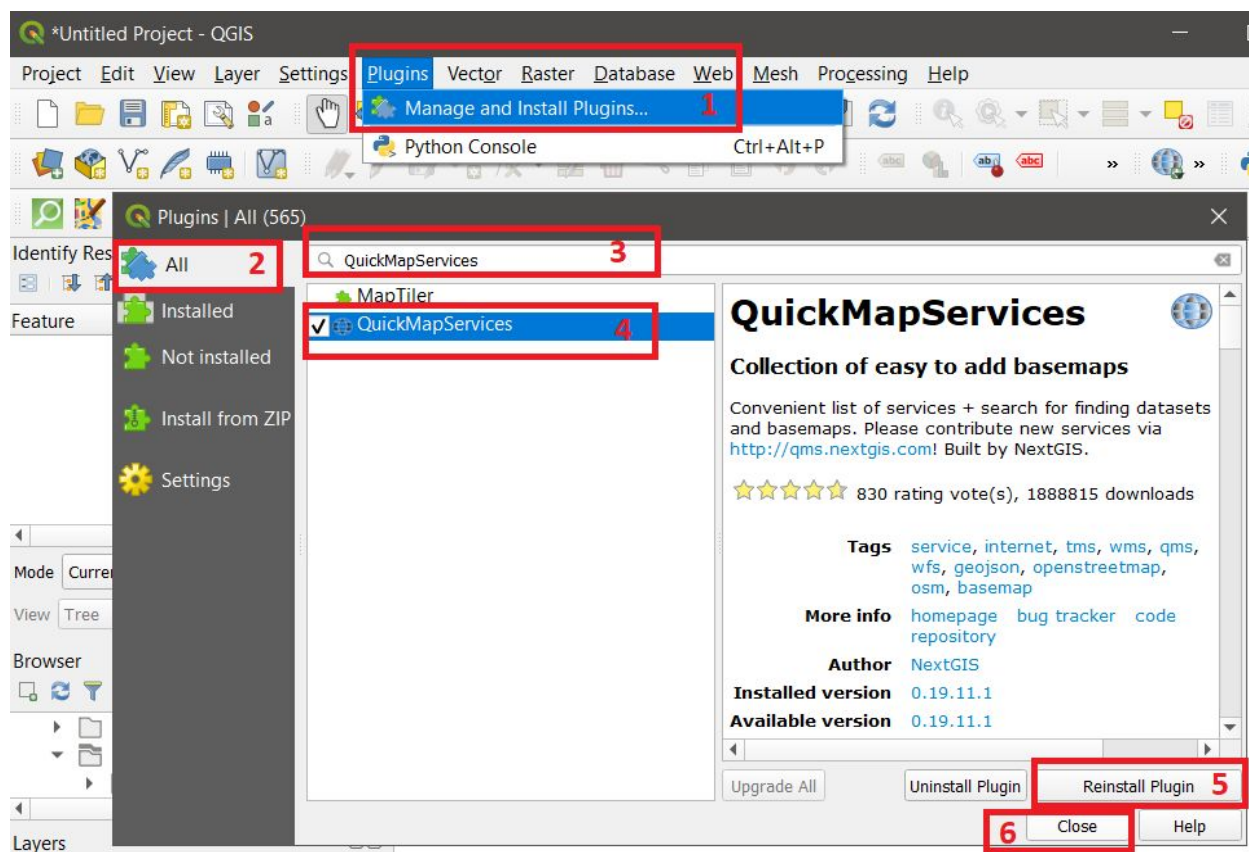 *Untitled Project - QGIS
Project Edit View Layer Settings Plugins Vector Raster Database Web Mesh Processing Help
Manage and Install Plugins... 1
Python Console Ctrl+Alt+P
Plugins | All (565)
Identify Res
All 2
QuickMapServices 3
Installed
MapTiler
Feature
QuickMapServices 4
Not installed
Install from ZIP
Settings
QuickMapServices
Collection of easy to add basemaps
Convenient list of services + search for finding datasets
and basemaps. Please contribute new services via
http://qms.nextgis.com! Built by NextGIS.
830 rating vote(s), 1888815 downloads
Tags service, internet, tms, wms, qms,
wfs, geojson, openstreetmap,
osm, basemap
More info homepage bug tracker code
repository
Author NextGIS
Installed version 0.19.11.1
Available version 0.19.11.1
Mode Curre
View Tree
Browser
Upgrade All Uninstall Plugin Reinstall Plugin 5
6 Close Help
Layers